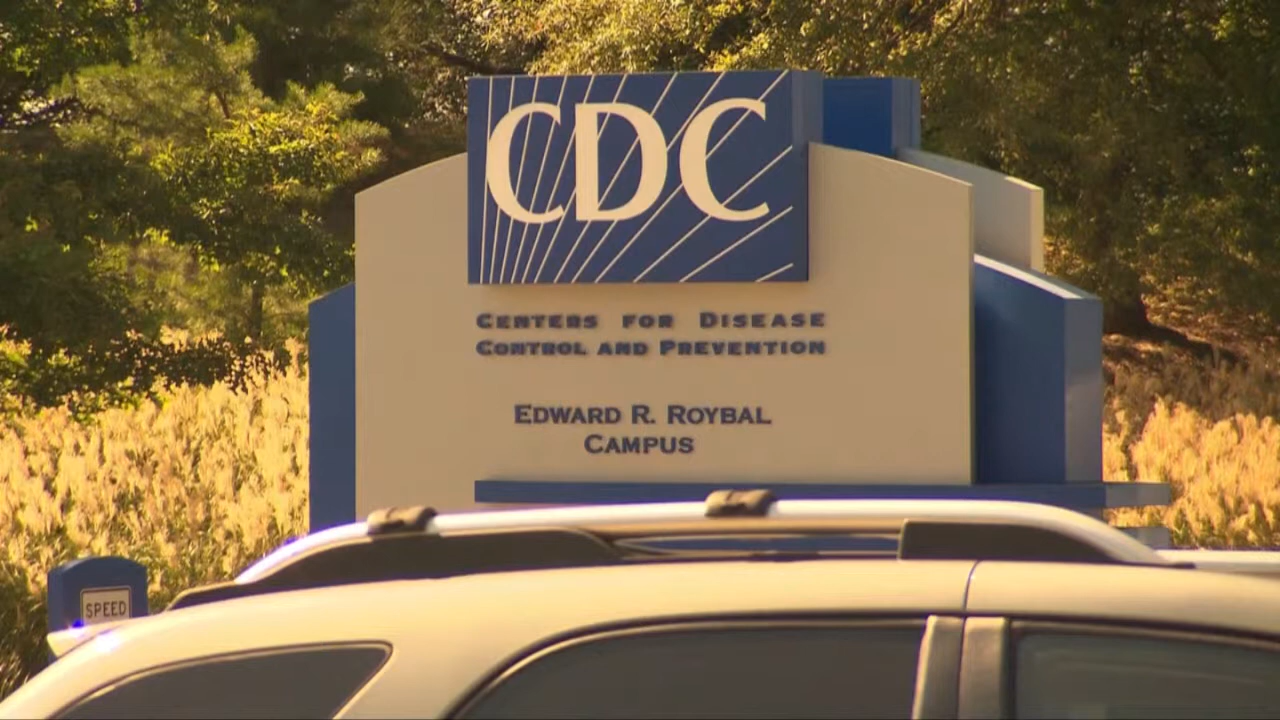 CDC
CENTERS FOR DISEASE
CONTROL AND PREVENTION
EDWARD R. ROYBAL
CAMPUS
SPEED